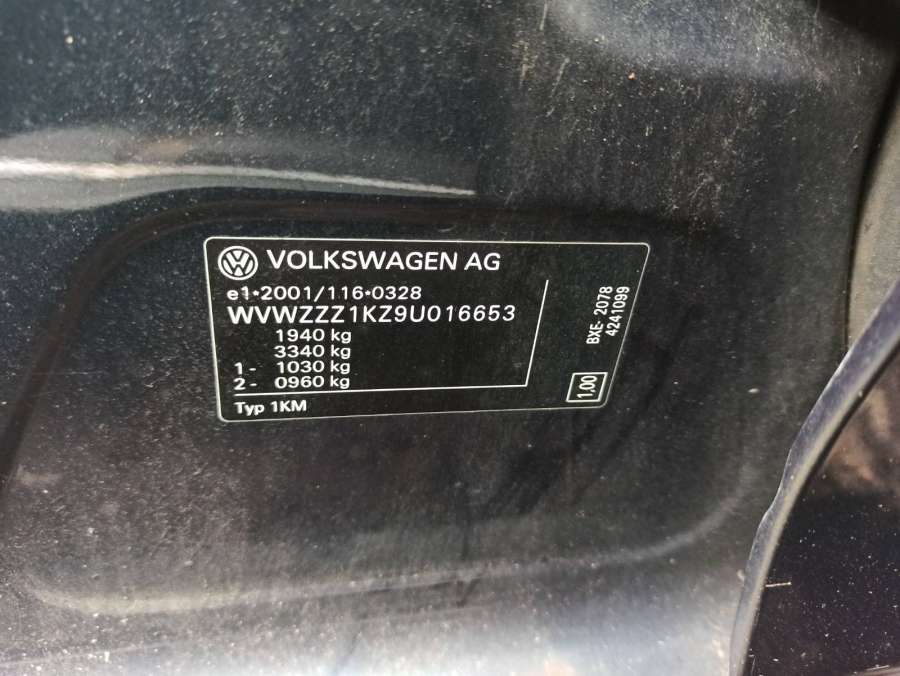 VOLKSWAGEN AG
e1*2001/116*0328
WVWZZZ1KZ9U016653
1940 kg
3340 kg
1 - 1030 kg
2 - 0960 kg
Typ 1KM
BXE- 2078
4241099
1.00